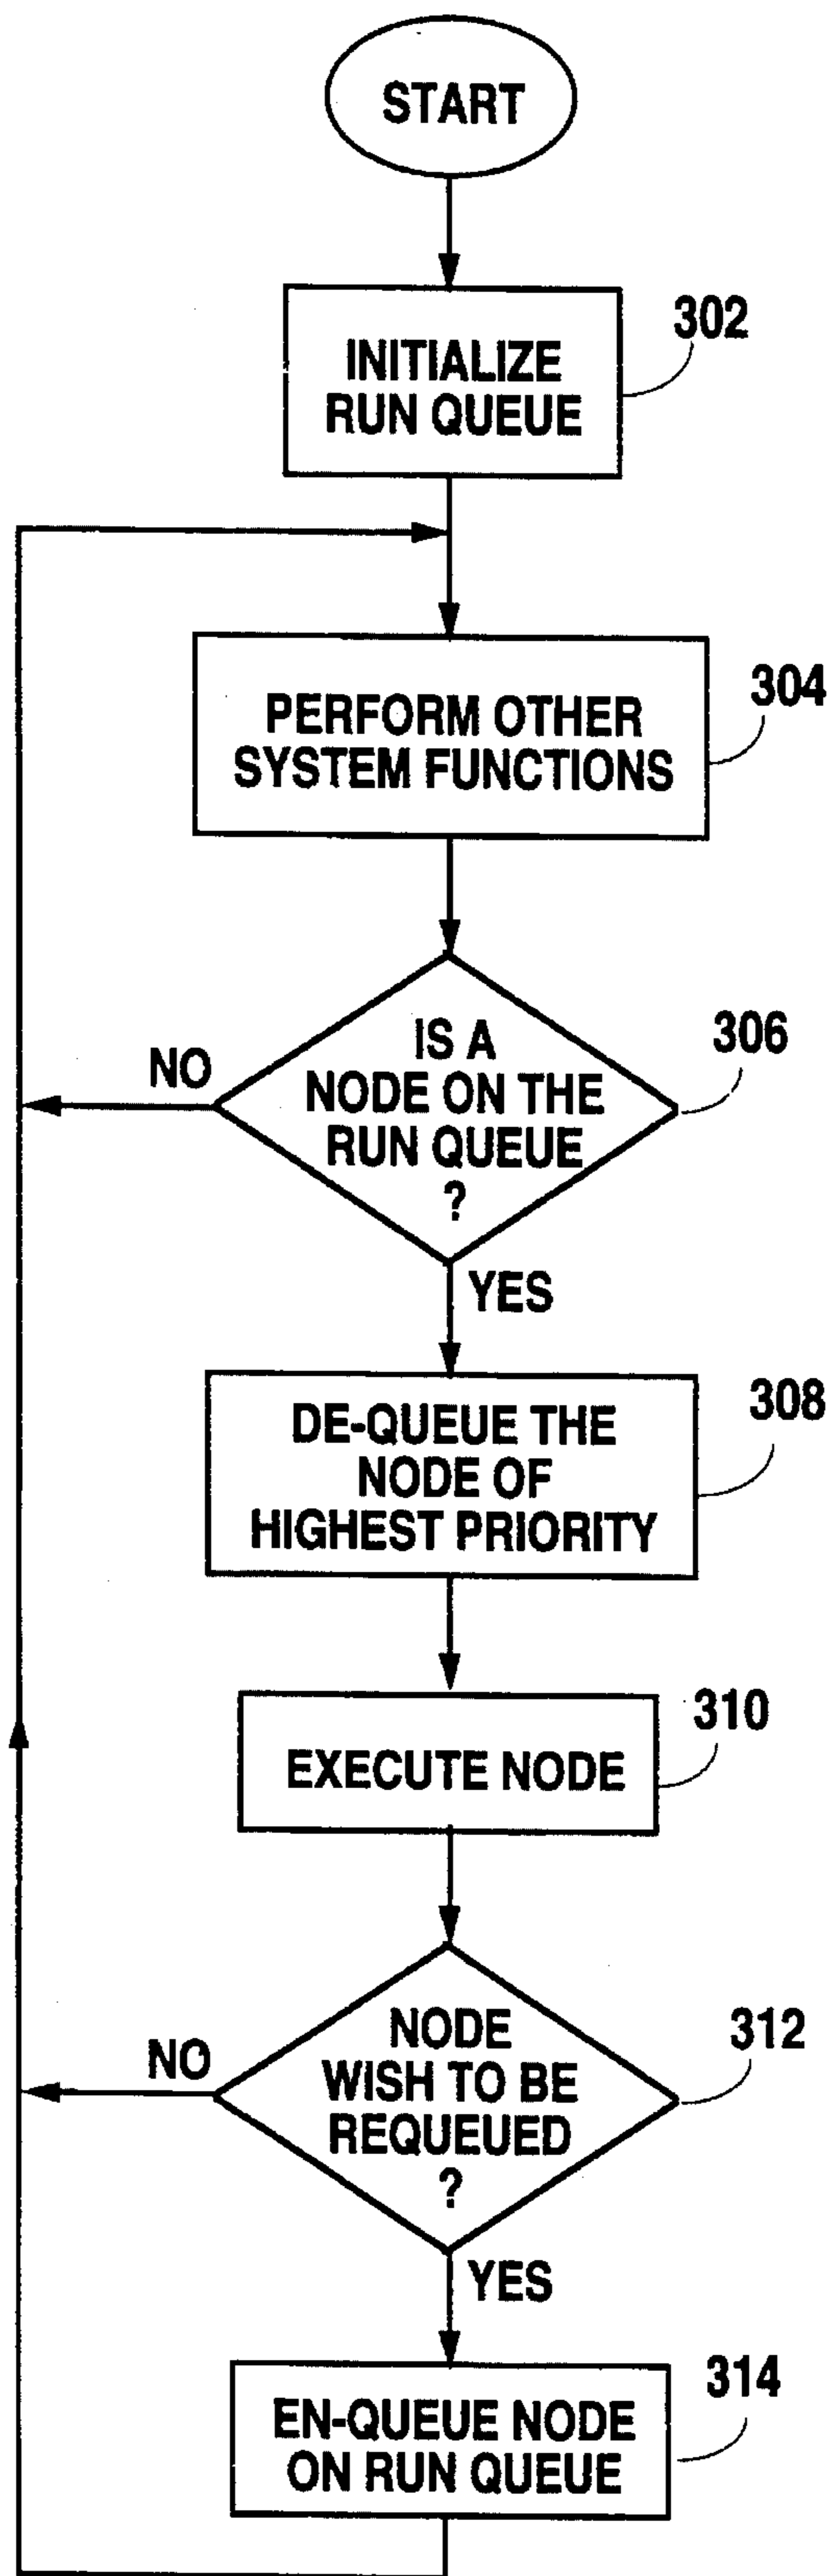 START
302
INITIALIZE
RUN QUEUE
304
PERFORM OTHER
SYSTEM FUNCTIONS
306
IS A
NODE ON THE
RUN QUEUE
?
NO
YES
308
DE-QUEUE THE
NODE OF
HIGHEST PRIORITY
310
EXECUTE NODE
312
NODE
WISH TO BE
REQUEUED
?
NO
YES
314
EN-QUEUE NODE
ON RUN QUEUE